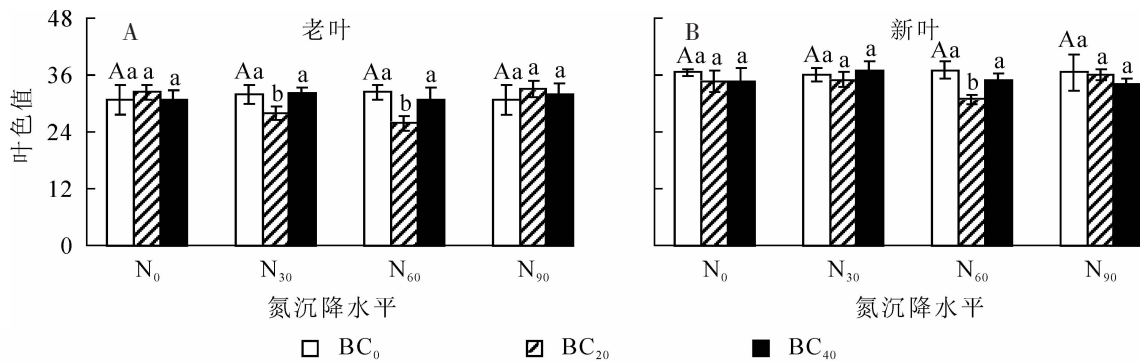 48 A 老叶 B 新叶
Aa a a Aa b a Aa b a Aa a a Aa a a Aa a a Aa b a Aa a a
36
24
12
0
叶色值
N₀ N₃₀ N₆₀ N₉₀ N₀ N₃₀ N₆₀ N₉₀
氮沉降水平 氮沉降水平
BC₀ BC₂₀ BC₄₀